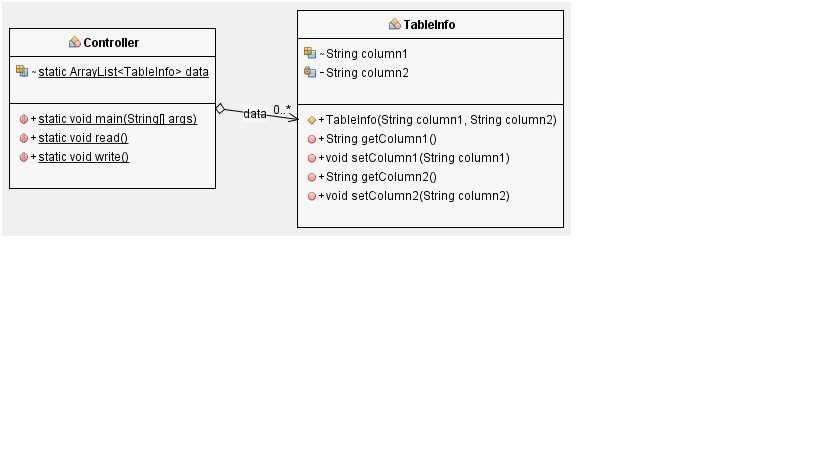 Controller
~static ArrayList<TableInfo> data
+static void main(String[] args)
+static void read()
+static void write()
data
0..*
TableInfo
~String column1
-String column2
+TableInfo(String column1, String column2)
+String getColumn1()
+void setColumn1(String column1)
+String getColumn2()
+void setColumn2(String column2)